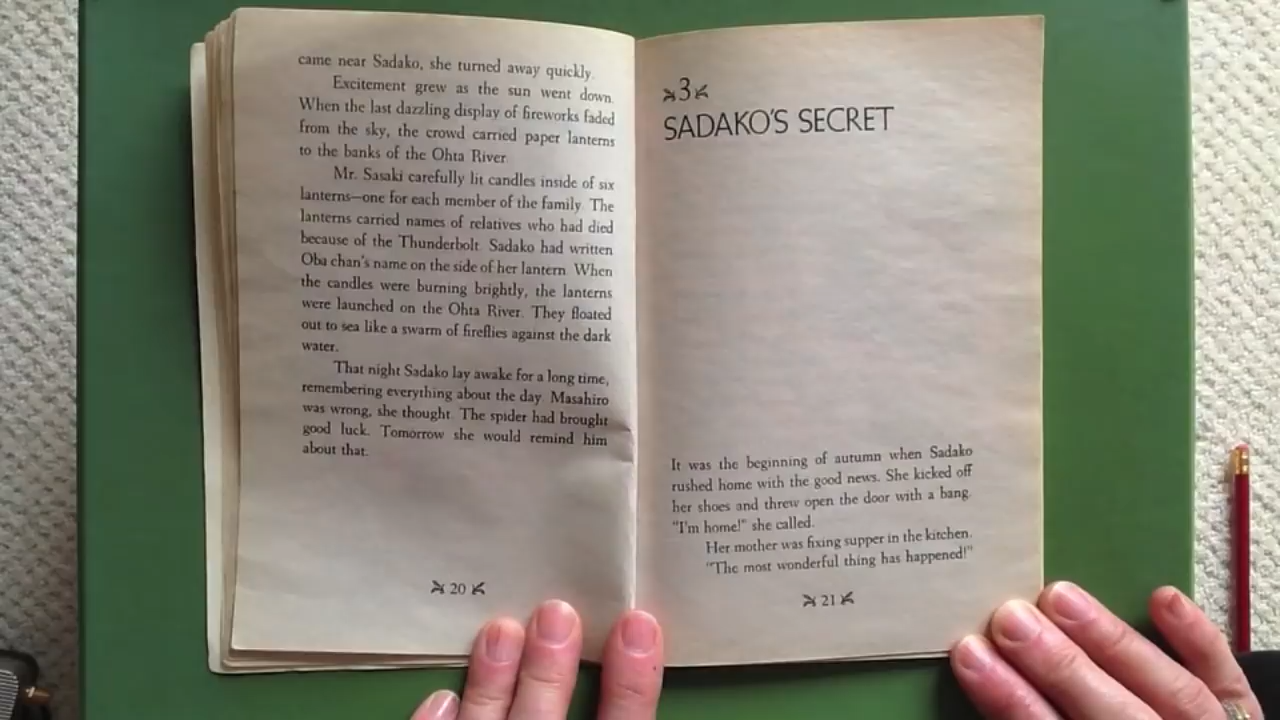 came near Sadako, she turned away quickly.
Excitement grew as the sun went down.
When the last dazzling display of fireworks faded
from the sky, the crowd carried paper lanterns
to the banks of the Ohta River.
Mr. Sasaki carefully lit candles inside of six
lanterns—one for each member of the family. The
lanterns carried names of relatives who had died
because of the Thunderbolt. Sadako had written
Oba chan's name on the side of her lantern. When
the candles were burning brightly, the lanterns
were launched on the Ohta River. They floated
out to sea like a swarm of fireflies against the dark
water.
That night Sadako lay awake for a long time,
remembering everything about the day. Masahiro
was wrong, she thought. The spider had brought
good luck. Tomorrow she would remind him
about that.
20
3
SADAKO'S SECRET
It was the beginning of autumn when Sadako
rushed home with the good news. She kicked off
her shoes and threw open the door with a bang.
"I'm home!" she called.
Her mother was fixing supper in the kitchen.
"The most wonderful thing has happened!"
21